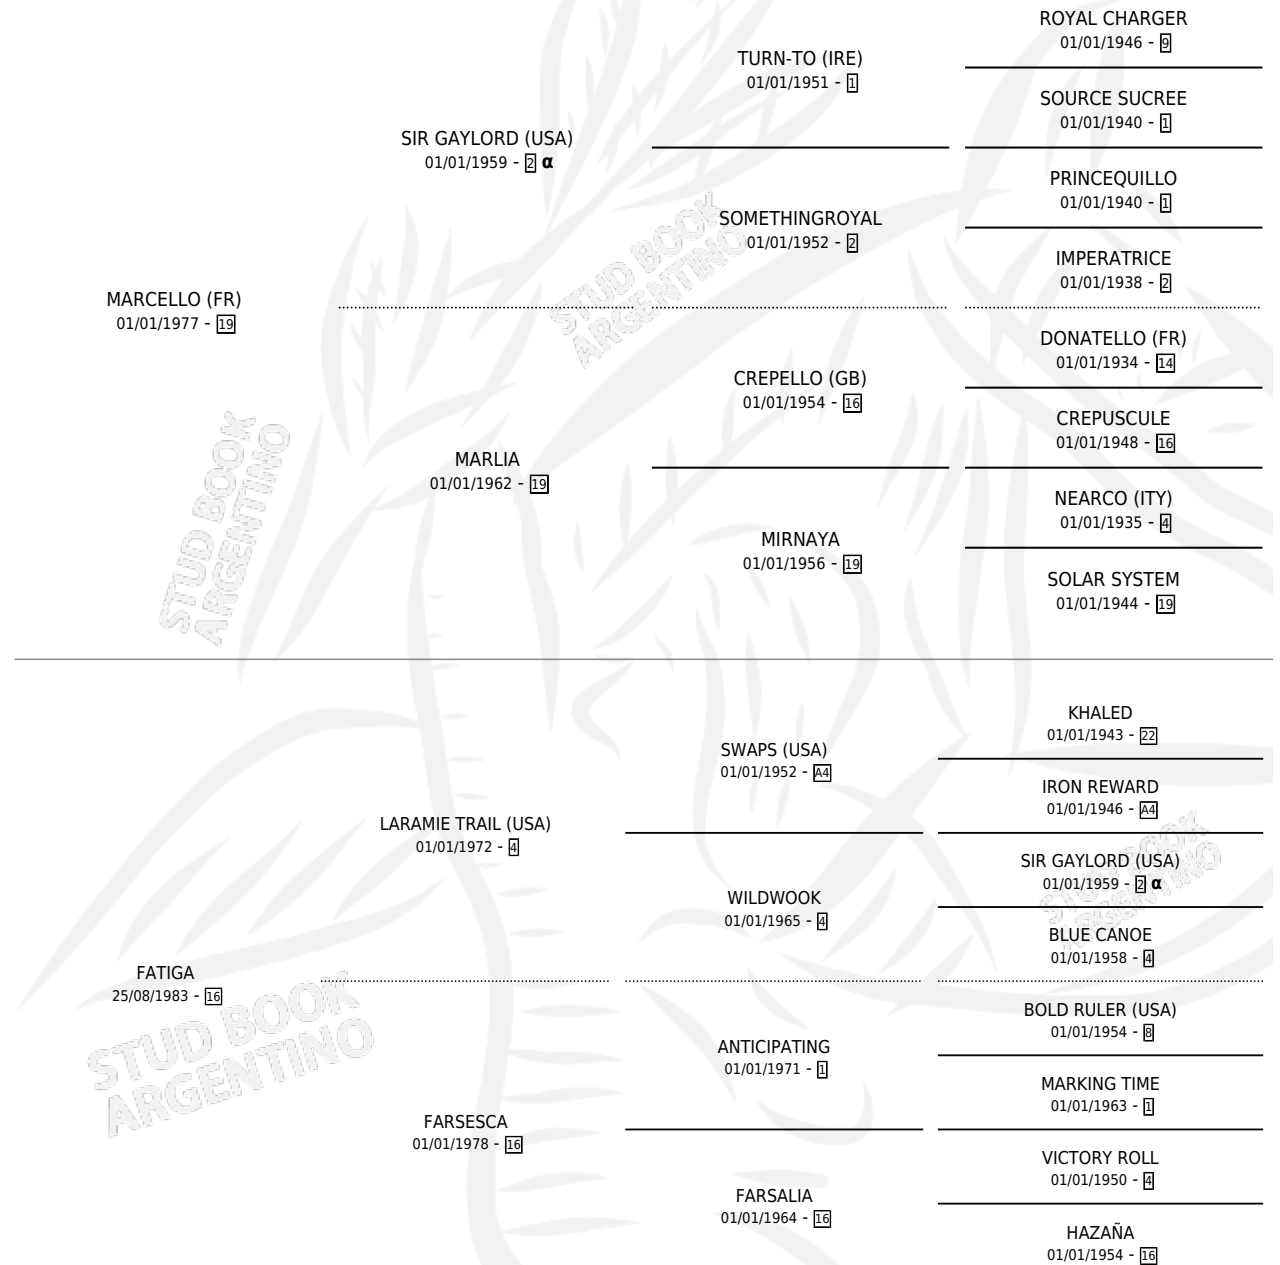 ROYAL CHARGER
01/01/1946 - 9
TURN-TO (IRE)
01/01/1951 - 1
SOURCE SUCREE
01/01/1940 - 1
SIR GAYLORD (USA)
01/01/1959 - 2 α
PRINCEQUILLO
01/01/1940 - 1
SOMETHINGROYAL
01/01/1952 - 2
IMPERATRICE
01/01/1938 - 2
MARCELLO (FR)
01/01/1977 - 19
DONATELLO (FR)
01/01/1934 - 14
CREPELLO (GB)
01/01/1954 - 16
CREPUSCULE
01/01/1948 - 16
MARLIA
01/01/1962 - 19
NEARCO (ITY)
01/01/1935 - 4
MIRNAYA
01/01/1956 - 19
SOLAR SYSTEM
01/01/1944 - 19
KHALED
01/01/1943 - 22
SWAPS (USA)
01/01/1952 - A4
IRON REWARD
01/01/1946 - A4
LARAMIE TRAIL (USA)
01/01/1972 - 4
SIR GAYLORD (USA)
01/01/1959 - 2 α
WILDWOOK
01/01/1965 - 4
BLUE CANOE
01/01/1958 - 4
FATIGA
25/08/1983 - 16
BOLD RULER (USA)
01/01/1954 - 8
ANTICIPATING
01/01/1971 - 1
MARKING TIME
01/01/1963 - 1
FARSESCA
01/01/1978 - 16
VICTORY ROLL
01/01/1950 - 4
FARSALIA
01/01/1964 - 16
HAZAÑA
01/01/1954 - 16
STUD BOOK
ARGENTINO
STUD BOOK
ARGENTINO
STUD BOOK
ARGENTINO
STUD BOOK
ARGENTINO